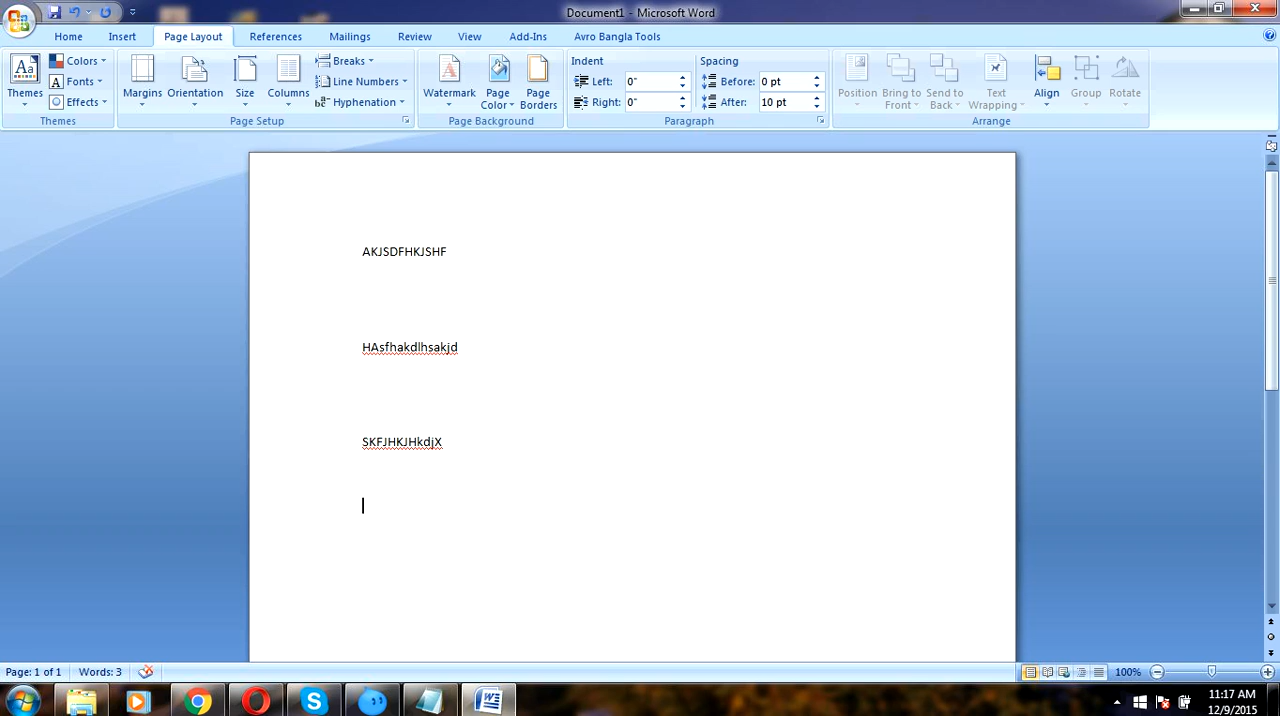 Document1 - Microsoft Word
Home Insert Page Layout References Mailings Review View Add-Ins Avro Bangla Tools
Aa Themes
Colors
Fonts
Effects
Themes
Margins Orientation Size Columns
Breaks
Line Numbers
Hyphenation
Page Setup
Watermark Page Color Page Borders
Page Background
Indent
Left: 0"
Right: 0"
Spacing
Before: 0 pt
After: 10 pt
Paragraph
Position Bring to Front Send to Back Text Wrapping Align Group Rotate
Arrange
AKJSDFHKJSHF
HAsfhakdlhsakjd
SKFJHKJHkdjX
Page: 1 of 1 Words: 3 100%
11:17 AM
12/9/2015